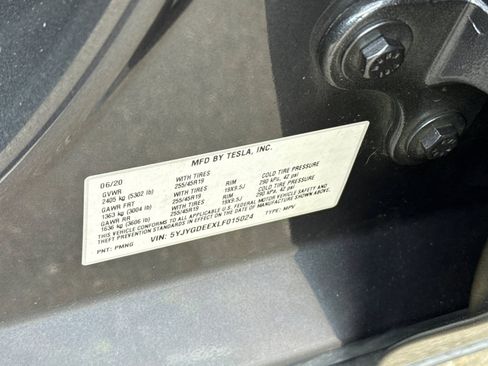 MFD BY TESLA, INC.
06/20
GVWR WITH TIRES RIM COLD TIRE PRESSURE
2405 kg (5302 lb) 255/45R19 19X9.5J 290 kPa, 42 psi
GAWR FRT WITH TIRES RIM COLD TIRE PRESSURE
1363 kg (3004 lb) 255/45R19 19X9.5J 290 kPa, 42 psi
GAWR RR
1636 kg (3606 lb)
THIS VEHICLE CONFORMS TO ALL APPLICABLE U.S. FEDERAL MOTOR VEHICLE SAFETY AND
THEFT PREVENTION STANDARDS IN EFFECT ON THE DATE OF MANUFACTURE SHOWN ABOVE.
PNT: PMNG VIN: 5YJYGDEEXLF015024 TYPE: MPV